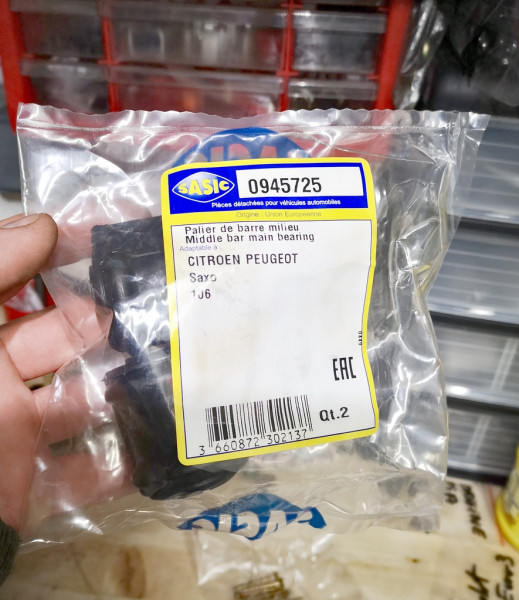 SASIC
0945725
Pièces détachées pour véhicules automobiles
Origine : Union Européenne
Palier de barre milieu
Middle bar main bearing
Adaptable à :
CITROEN PEUGEOT
Saxo
106
EAC
Qt.2
3 660872 302137